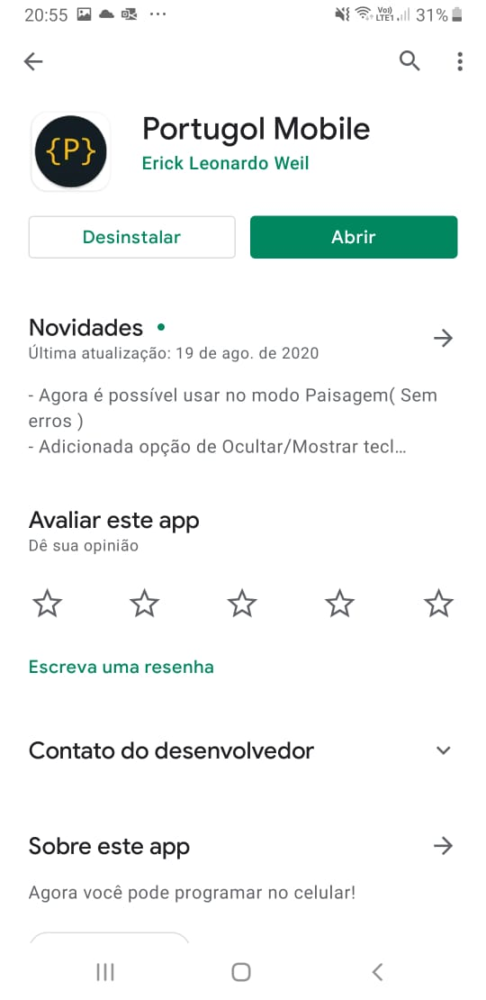 20:55 ... Vo)) LTE1 31%
{P} Portugol Mobile
Erick Leonardo Weil
Desinstalar Abrir
Novidades •
Última atualização: 19 de ago. de 2020
- Agora é possível usar no modo Paisagem( Sem
erros )
- Adicionada opção de Ocultar/Mostrar tecl...
Avaliar este app
Dê sua opinião
Escreva uma resenha
Contato do desenvolvedor
Sobre este app
Agora você pode programar no celular!